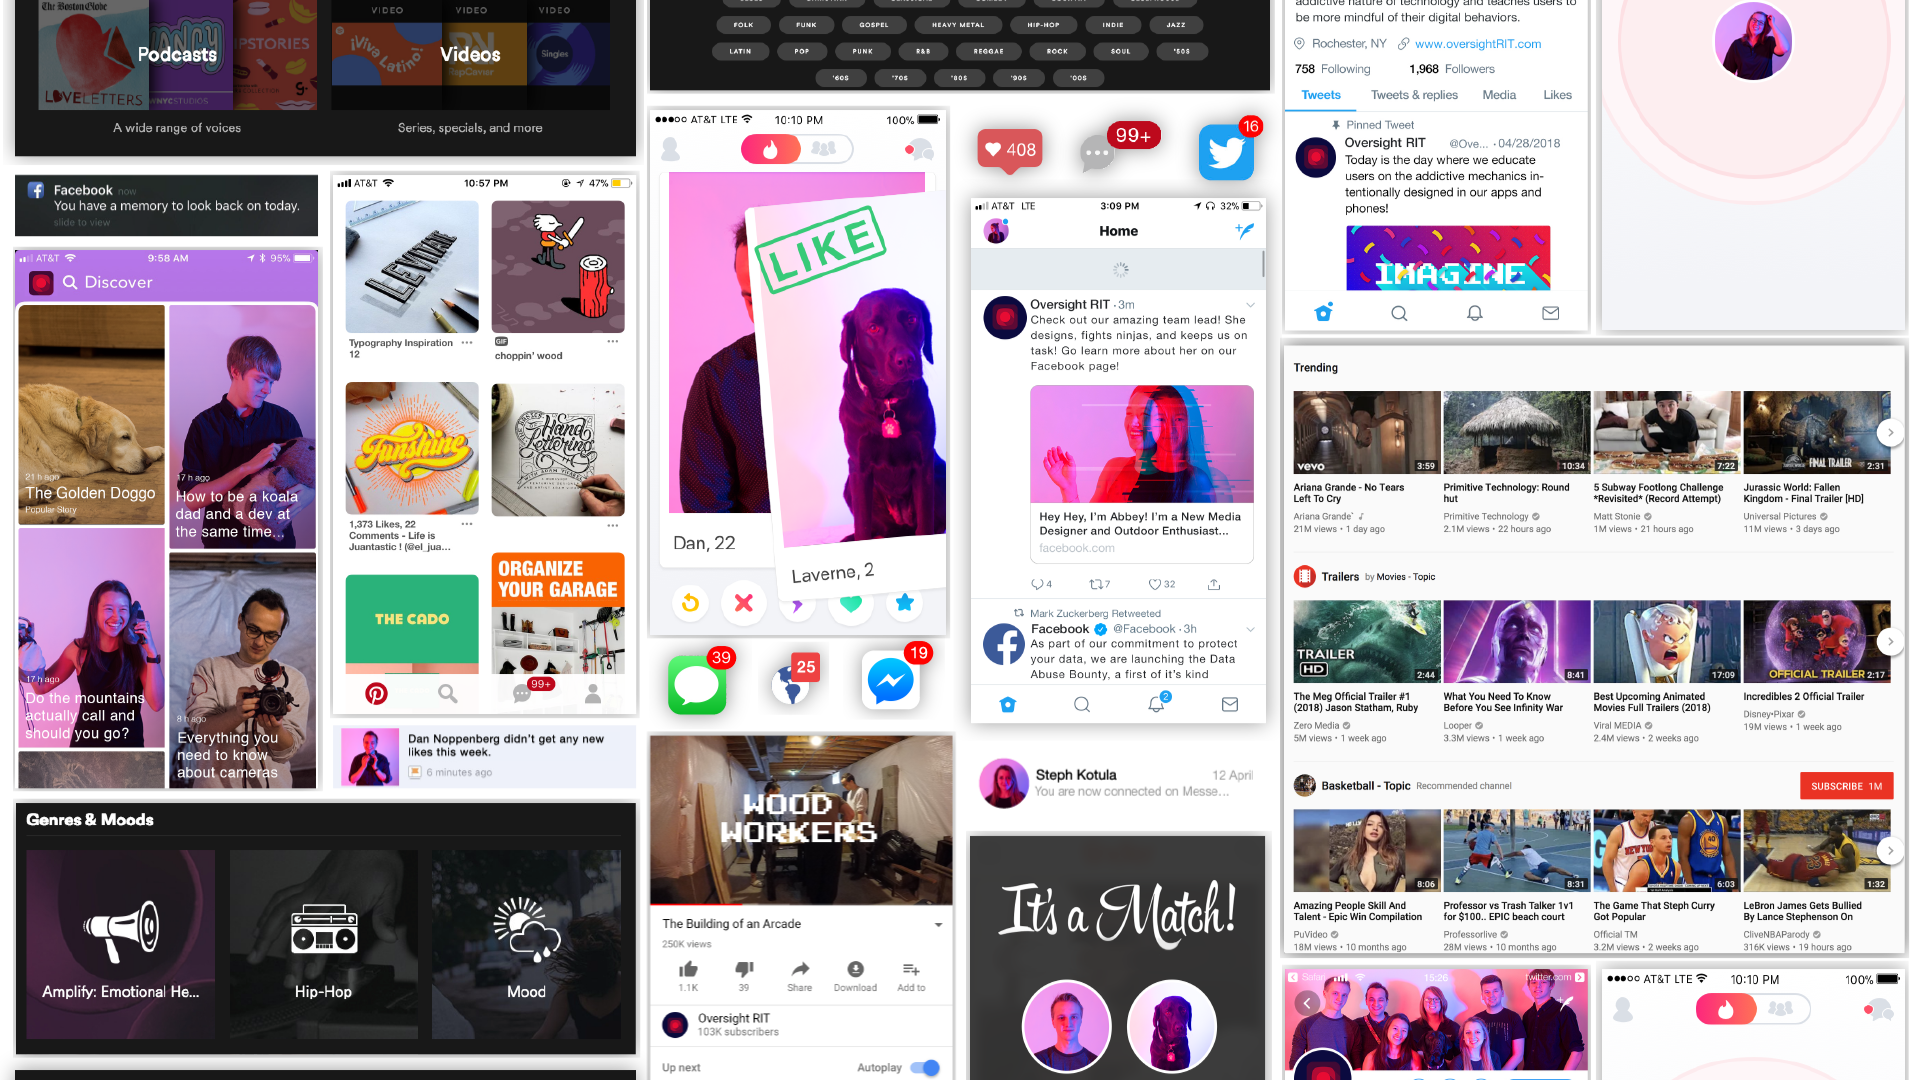 The Boston Globe
Podcasts
LOVELETTERS
WNYCSTUDIOS
A wide range of voices
VIDEO
VIDEO
VIDEO
¡Viva Latino!
Videos
Singles
Series, specials, and more
Facebook now
You have a memory to look back on today.
slide to view
AT&T
9:58 AM
95%
Discover
21 h ago
The Golden Doggo
Popular Story
17 h ago
How to be a koala
dad and a dev at
the same time...
17 h ago
Do the mountains
actually call and
should you go?
8 h ago
Everything you
need to know
about cameras
Genres & Moods
Amplify: Emotional He...
Hip-Hop
Mood
AT&T
10:57 PM
47%
Typography Inspiration
12
GIF
choppin' wood
Funshine
Hand
Lettering
1,373 Likes, 22
Comments - Life is
Juantastic ! (@el_jua...
THE CADO
ORGANIZE
YOUR GARAGE
99+
Dan Noppenberg didn't get any new
likes this week.
6 minutes ago
FOLK
FUNK
GOSPEL
HEAVY METAL
HIP-HOP
INDIE
JAZZ
LATIN
POP
PUNK
R&B
REGGAE
ROCK
SOUL
'50S
'60S
'70S
'80S
'90S
'00S
AT&T LTE
10:10 PM
100%
LIKE
Dan, 22
Laverne, 2
39
25
19
WOOD
WORKERS
The Building of an Arcade
250K views
1.1K
39
Share
Download
Add to
Oversight RIT
103K subscribers
Up next
Autoplay
408
99+
16
AT&T LTE
3:09 PM
32%
Home
Oversight RIT · 3m
Check out our amazing team lead! She
designs, fights ninjas, and keeps us on
task! Go learn more about her on our
Facebook page!
Hey Hey, I'm Abbey! I'm a New Media
Designer and Outdoor Enthusiast...
facebook.com
4
7
32
Mark Zuckerberg Retweeted
Facebook @Facebook · 3h
As part of our commitment to protect
your data, we are launching the Data
Abuse Bounty, a first of it's kind
2
Steph Kotula
12 April
You are now connected on Messe...
It's a Match!
addictive nature of technology and teaches users to
be more mindful of their digital behaviors.
Rochester, NY
www.oversightRIT.com
758 Following
1,968 Followers
Tweets
Tweets & replies
Media
Likes
Pinned Tweet
Oversight RIT @Ove... · 04/28/2018
Today is the day where we educate
users on the addictive mechanics in-
tentionally designed in our apps and
phones!
IMAGINE
Trending
vevo
3:59
10:34
7:22
FINAL TRAILER
2:31
Ariana Grande - No Tears
Left To Cry
Ariana Grande
21M views • 1 day ago
Primitive Technology: Round
hut
Primitive Technology
2.1M views • 22 hours ago
5 Subway Footlong Challenge
*Revisited* (Record Attempt)
Matt Stonie
1M views • 21 hours ago
Jurassic World: Fallen
Kingdom - Final Trailer [HD]
Universal Pictures
11M views • 3 days ago
Trailers by Movies - Topic
TRAILER
HD
2:44
8:41
17:09
OFFICIAL TRAILER
2:17
The Meg Official Trailer #1
(2018) Jason Statham, Ruby
Zero Media
5M views • 1 week ago
What You Need To Know
Before You See Infinity War
Looper
3.3M views • 1 week ago
Best Upcoming Animated
Movies Full Trailers (2018)
Viral MEDIA
2.4M views • 2 weeks ago
Incredibles 2 Official Trailer
Disney•Pixar
19M views • 1 week ago
Basketball - Topic Recommended channel
SUBSCRIBE 1M
8:06
8:31
6:03
1:32
Amazing People Skill And
Talent - Epic Win Compilation
PuVideo
18M views • 10 months ago
Professor vs Trash Talker 1v1
for $100.. EPIC beach court
Professorlive
28M views • 10 months ago
The Game That Steph Curry
Got Popular
Official TM
3.2M views • 2 weeks ago
LeBron James Gets Bullied
By Lance Stephenson On
CliveNBAParody
316K views • 19 hours ago
Safari
15:26
twitter.com
AT&T LTE
10:10 PM
100%